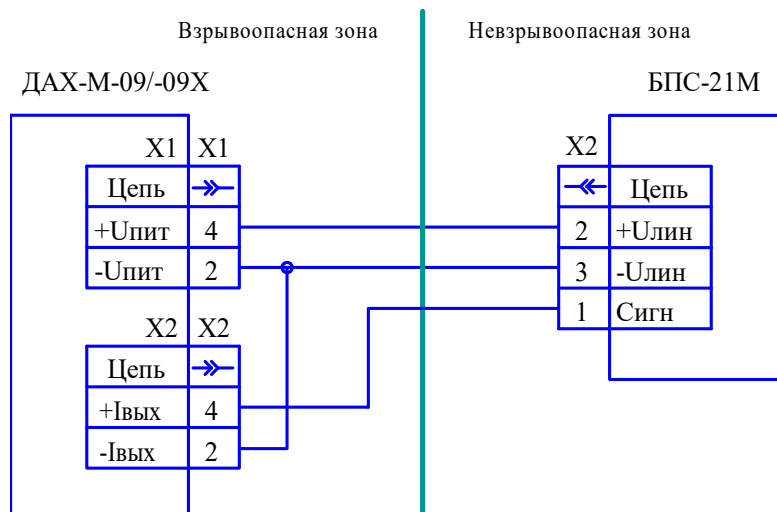 Взрывоопасная зона
Невзрывоопасная зона
ДАХ-М-09/-09Х
БПС-21М
X1 X1
Цепь
+Uпит 4
-Uпит 2
X2 X2
Цепь
+Iвых 4
-Iвых 2
X2
Цепь
2 +Uлин
3 -Uлин
1 Сигн